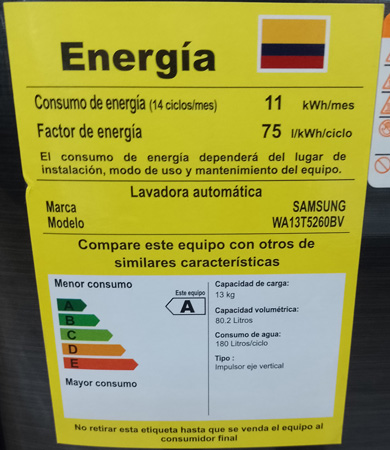 Energía
Consumo de energía (14 ciclos/mes) 11 kWh/mes
Factor de energía 75 l/kWh/ciclo
El consumo de energía dependerá del lugar de
instalación, modo de uso y mantenimiento del equipo.
Lavadora automática
Marca SAMSUNG
Modelo WA13T5260BV
Compare este equipo con otros de
similares características
Menor consumo
A
B
C
D
E
Mayor consumo
Este equipo
A
Capacidad de carga:
13 kg
Capacidad volumétrica:
80.2 Litros
Consumo de agua:
180 Litros/ciclo
Tipo :
Impulsor eje vertical
No retirar esta etiqueta hasta que se venda el equipo al
consumidor final